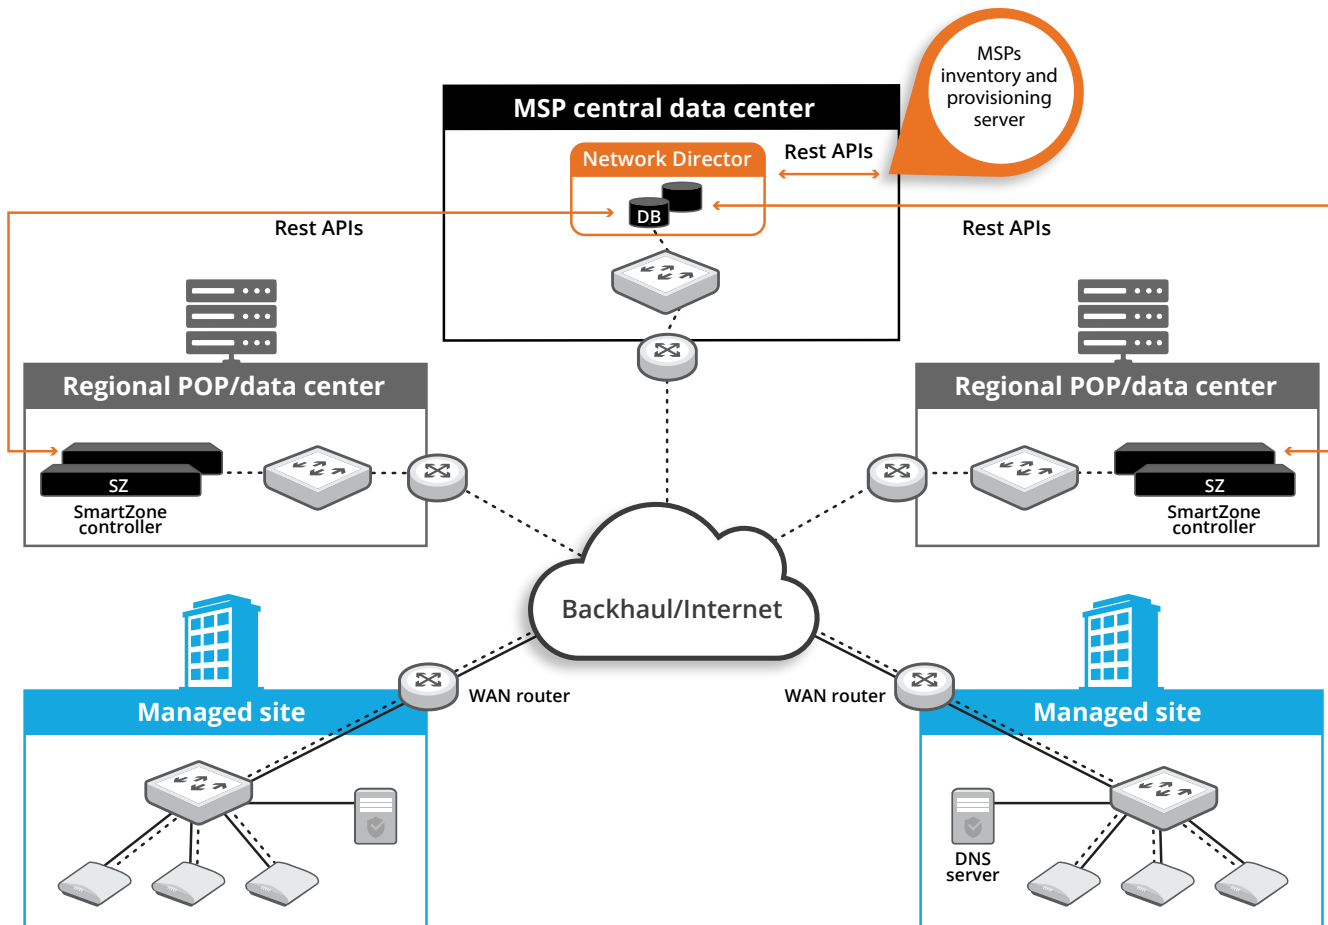 MSPs
inventory and
provisioning
server
MSP central data center
Network Director
Rest APIs
DB
Rest APIs
Rest APIs
Regional POP/data center
Regional POP/data center
SZ
SmartZone
controller
SZ
SmartZone
controller
Backhaul/Internet
WAN router
WAN router
Managed site
Managed site
DNS
server